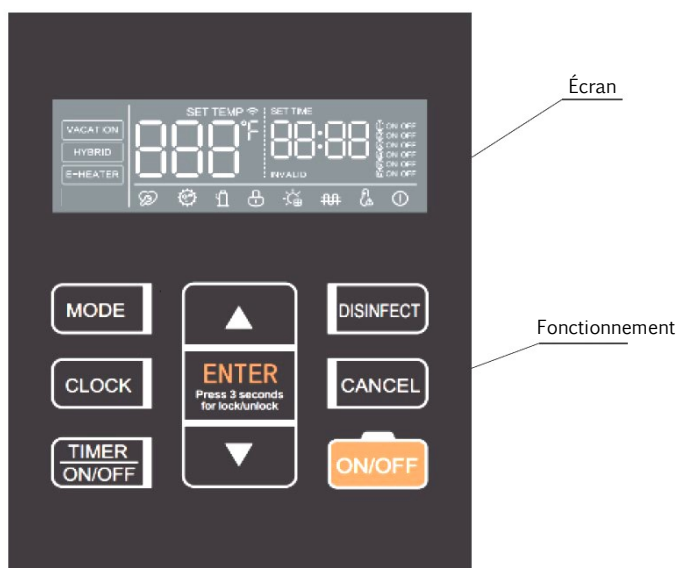 Écran
SET TEMP
SET TIME
VACATION
HYBRID
E-HEATER
888°F
88:88
ON OFF
ON OFF
ON OFF
ON OFF
ON OFF
ON OFF
INVALID
MODE
CLOCK
TIMER
ON/OFF
▲
ENTER
Press 3 seconds
for lock/unlock
▼
DISINFECT
CANCEL
ON/OFF
Fonctionnement